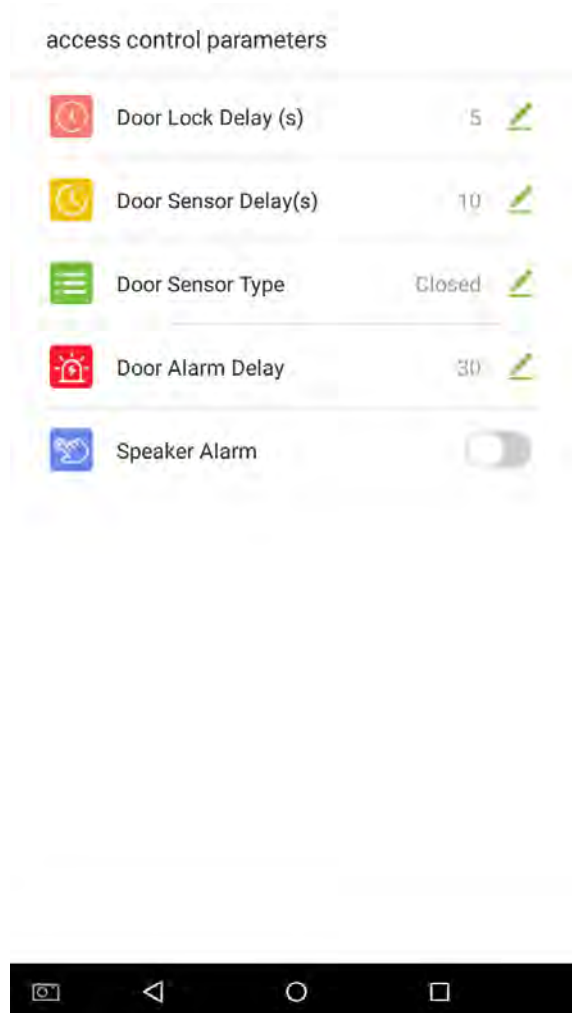 access control parameters
Door Lock Delay (s) 5
Door Sensor Delay(s) 10
Door Sensor Type Closed
Door Alarm Delay 30
Speaker Alarm